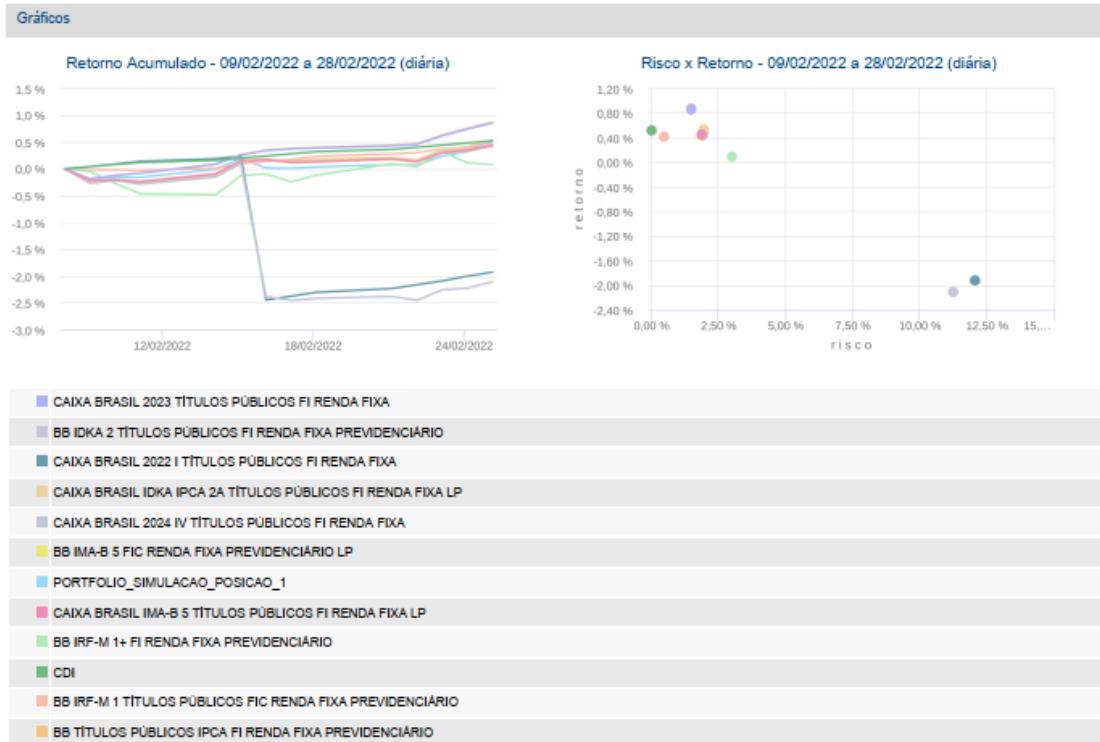 Gráficos
Retorno Acumulado - 09/02/2022 a 28/02/2022 (diária)
1,5 %
1,0 %
0,5 %
0,0 %
-0,5 %
-1,0 %
-1,5 %
-2,0 %
-2,5 %
-3,0 %
12/02/2022
18/02/2022
24/02/2022
Risco x Retorno - 09/02/2022 a 28/02/2022 (diária)
retorno
1,20 %
0,80 %
0,40 %
0,00 %
-0,40 %
-0,80 %
-1,20 %
-1,60 %
-2,00 %
-2,40 %
0,00 %
2,50 %
5,00 %
7,50 %
10,00 %
12,50 %
15,...
risco
CAIXA BRASIL 2023 TÍTULOS PÚBLICOS FI RENDA FIXA
BB IDKA 2 TÍTULOS PÚBLICOS FI RENDA FIXA PREVIDENCIÁRIO
CAIXA BRASIL 2022 I TÍTULOS PÚBLICOS FI RENDA FIXA
CAIXA BRASIL IDKA IPCA 2A TÍTULOS PÚBLICOS FI RENDA FIXA LP
CAIXA BRASIL 2024 IV TÍTULOS PÚBLICOS FI RENDA FIXA
BB IMA-B 5 FIC RENDA FIXA PREVIDENCIÁRIO LP
PORTFOLIO_SIMULACAO_POSICAO_1
CAIXA BRASIL IMA-B 5 TÍTULOS PÚBLICOS FI RENDA FIXA LP
BB IRF-M 1+ FI RENDA FIXA PREVIDENCIÁRIO
CDI
BB IRF-M 1 TÍTULOS PÚBLICOS FIC RENDA FIXA PREVIDENCIÁRIO
BB TÍTULOS PÚBLICOS IPCA FI RENDA FIXA PREVIDENCIÁRIO